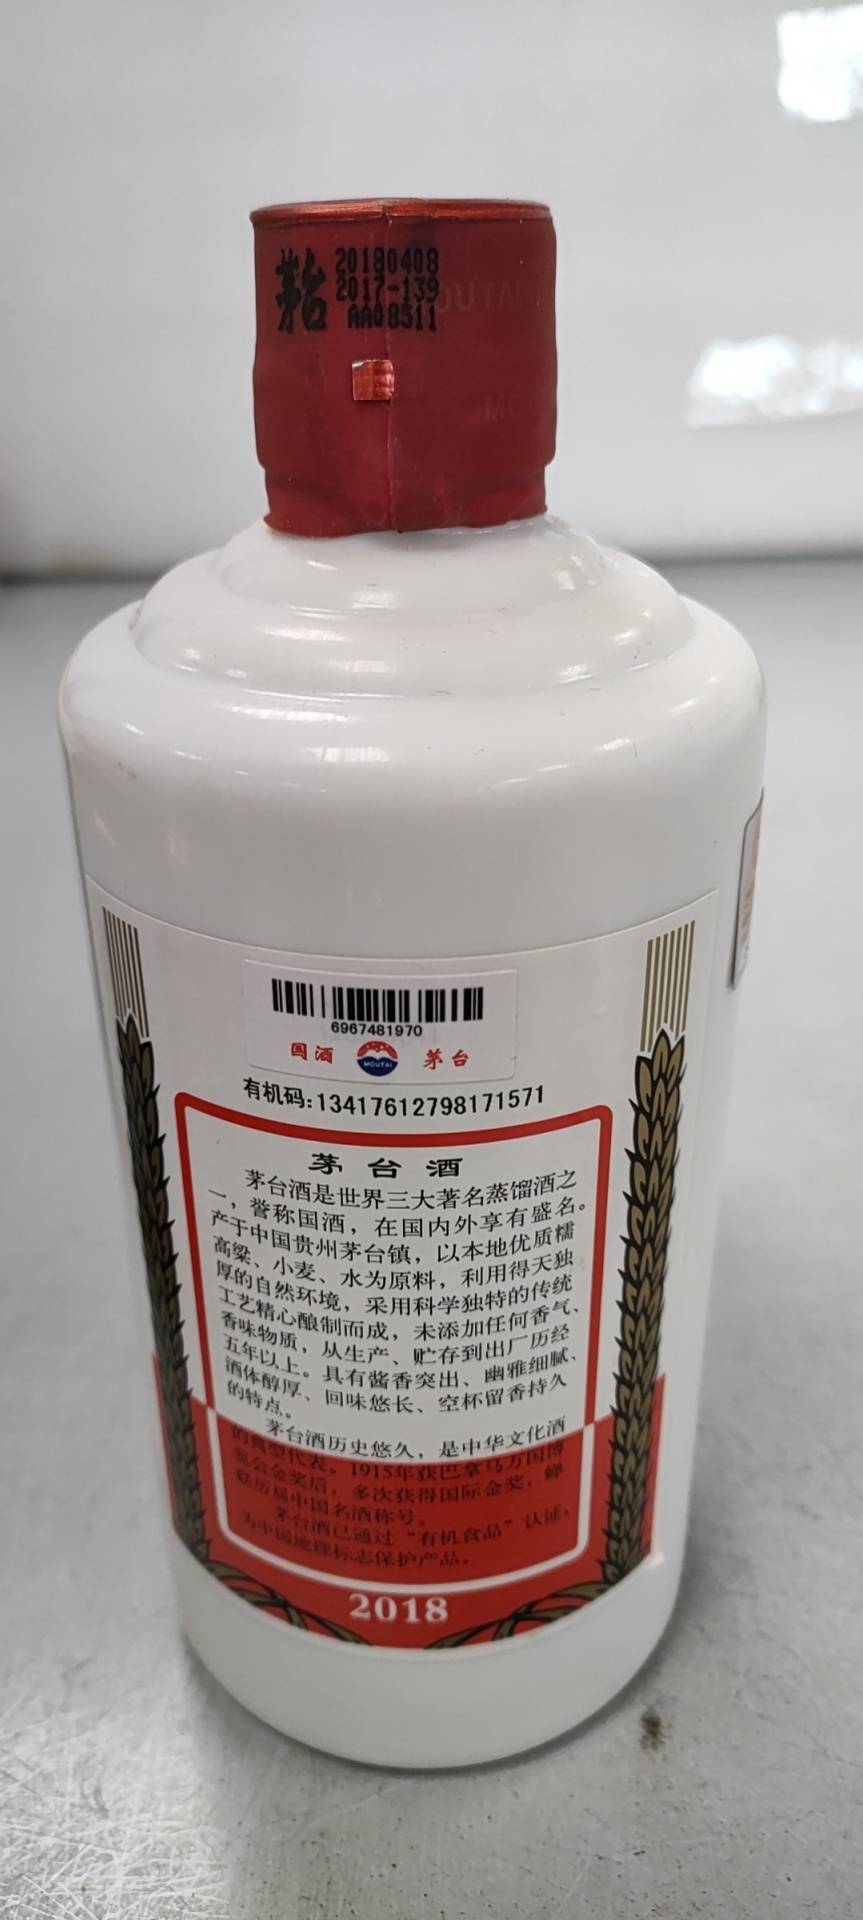 茅台
20180408
2017-139
AA08511
MOUTAI
6967481970
国酒
MOUTAI
茅台
有机码:13417612798171571
茅台酒
茅台酒是世界三大著名蒸馏酒之
一，誉称国酒，在国内外享有盛名。
产于中国贵州茅台镇，以本地优质糯
高粱、小麦、水为原料，利用得天独
厚的自然环境，采用科学独特的传统
工艺精心酿制而成，未添加任何香气、
香味物质，从生产、贮存到出厂历经
五年以上。具有酱香突出、幽雅细腻、
酒体醇厚、回味悠长、空杯留香持久
的特点。
茅台酒历史悠久，是中华文化酒
的典型代表。1915年获巴拿马万国博
览会金奖后，多次获得国际金奖，蝉
联历届中国名酒称号。
茅台酒已通过“有机食品”认证，
为中国地理标志保护产品。
2018